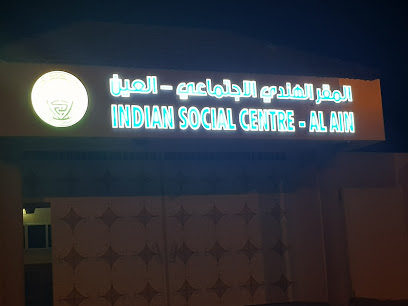 المقر الهندي الاجتماعي - العين
INDIAN SOCIAL CENTRE - AL AIN